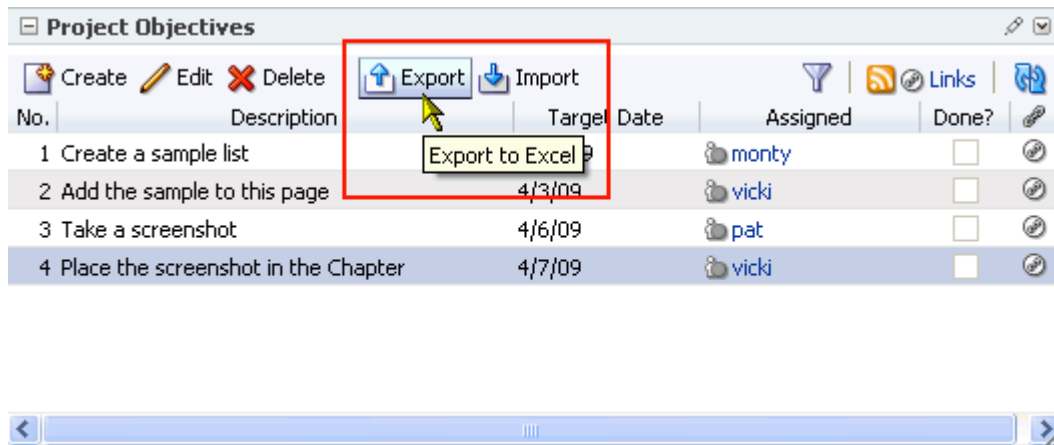 Project Objectives
Create Edit Delete Export Import Links
No. Description Target Date Assigned Done?
1 Create a sample list 9 monty
Export to Excel
2 Add the sample to this page 4/3/09 vicki
3 Take a screenshot 4/6/09 pat
4 Place the screenshot in the Chapter 4/7/09 vicki